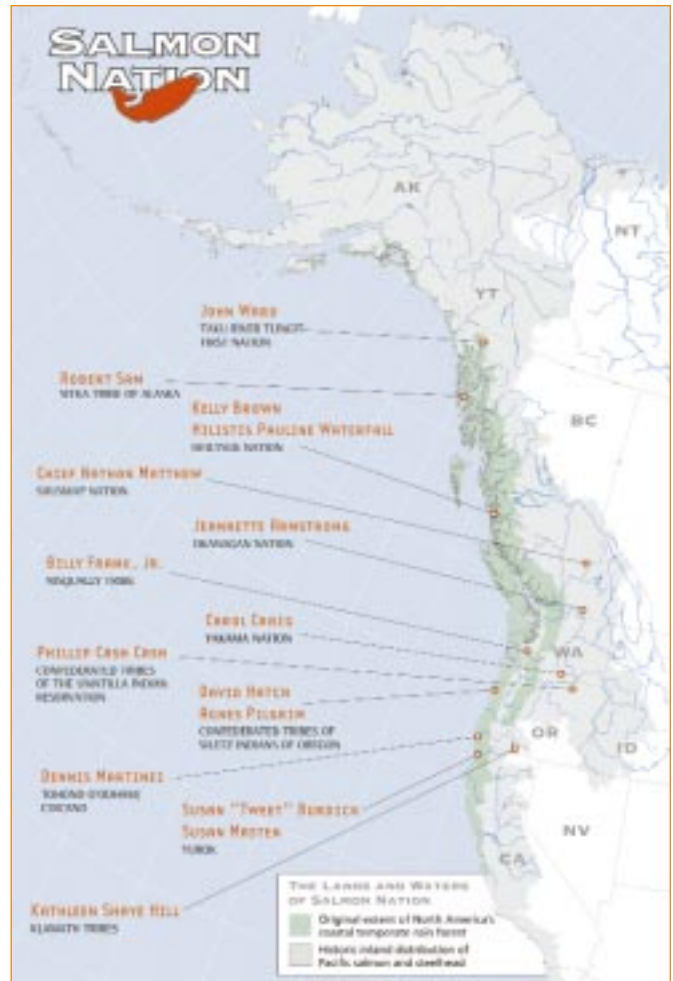 SALMON
NATION
AK
NT
YT
BC
JOHN WARD
TAKU RIVER TLINGIT
FIRST NATION
ROBERT SAM
SITKA TRIBE OF ALASKA
KELLY BROWN
HILISTIS PAULINE WATERFALL
HEILTSUK NATION
CHIEF NATHAN MATTHEW
SHUSWAP NATION
JEANNETTE ARMSTRONG
OKANAGAN NATION
BILLY FRANK, JR.
NISQUALLY TRIBE
CAROL CRAIG
YAKAMA NATION
WA
PHILLIP CASH CASH
CONFEDERATED TRIBES
OF THE UMATILLA INDIAN
RESERVATION
DAVID HATCH
AGNES PILGRIM
CONFEDERATED TRIBES OF
SILETZ INDIANS OF OREGON
OR
ID
DENNIS MARTINEZ
TOHONO O'ODHAM
CHICANO
SUSAN "TWEET" BURDICK
SUSAN MASTEN
YUROK
NV
CA
KATHLEEN SHAYE HILL
KLAMATH TRIBES
THE LANDS AND WATERS
OF SALMON NATION
Original extent of North America's
coastal temperate rain forest
Historic inland distribution of
Pacific salmon and steelhead